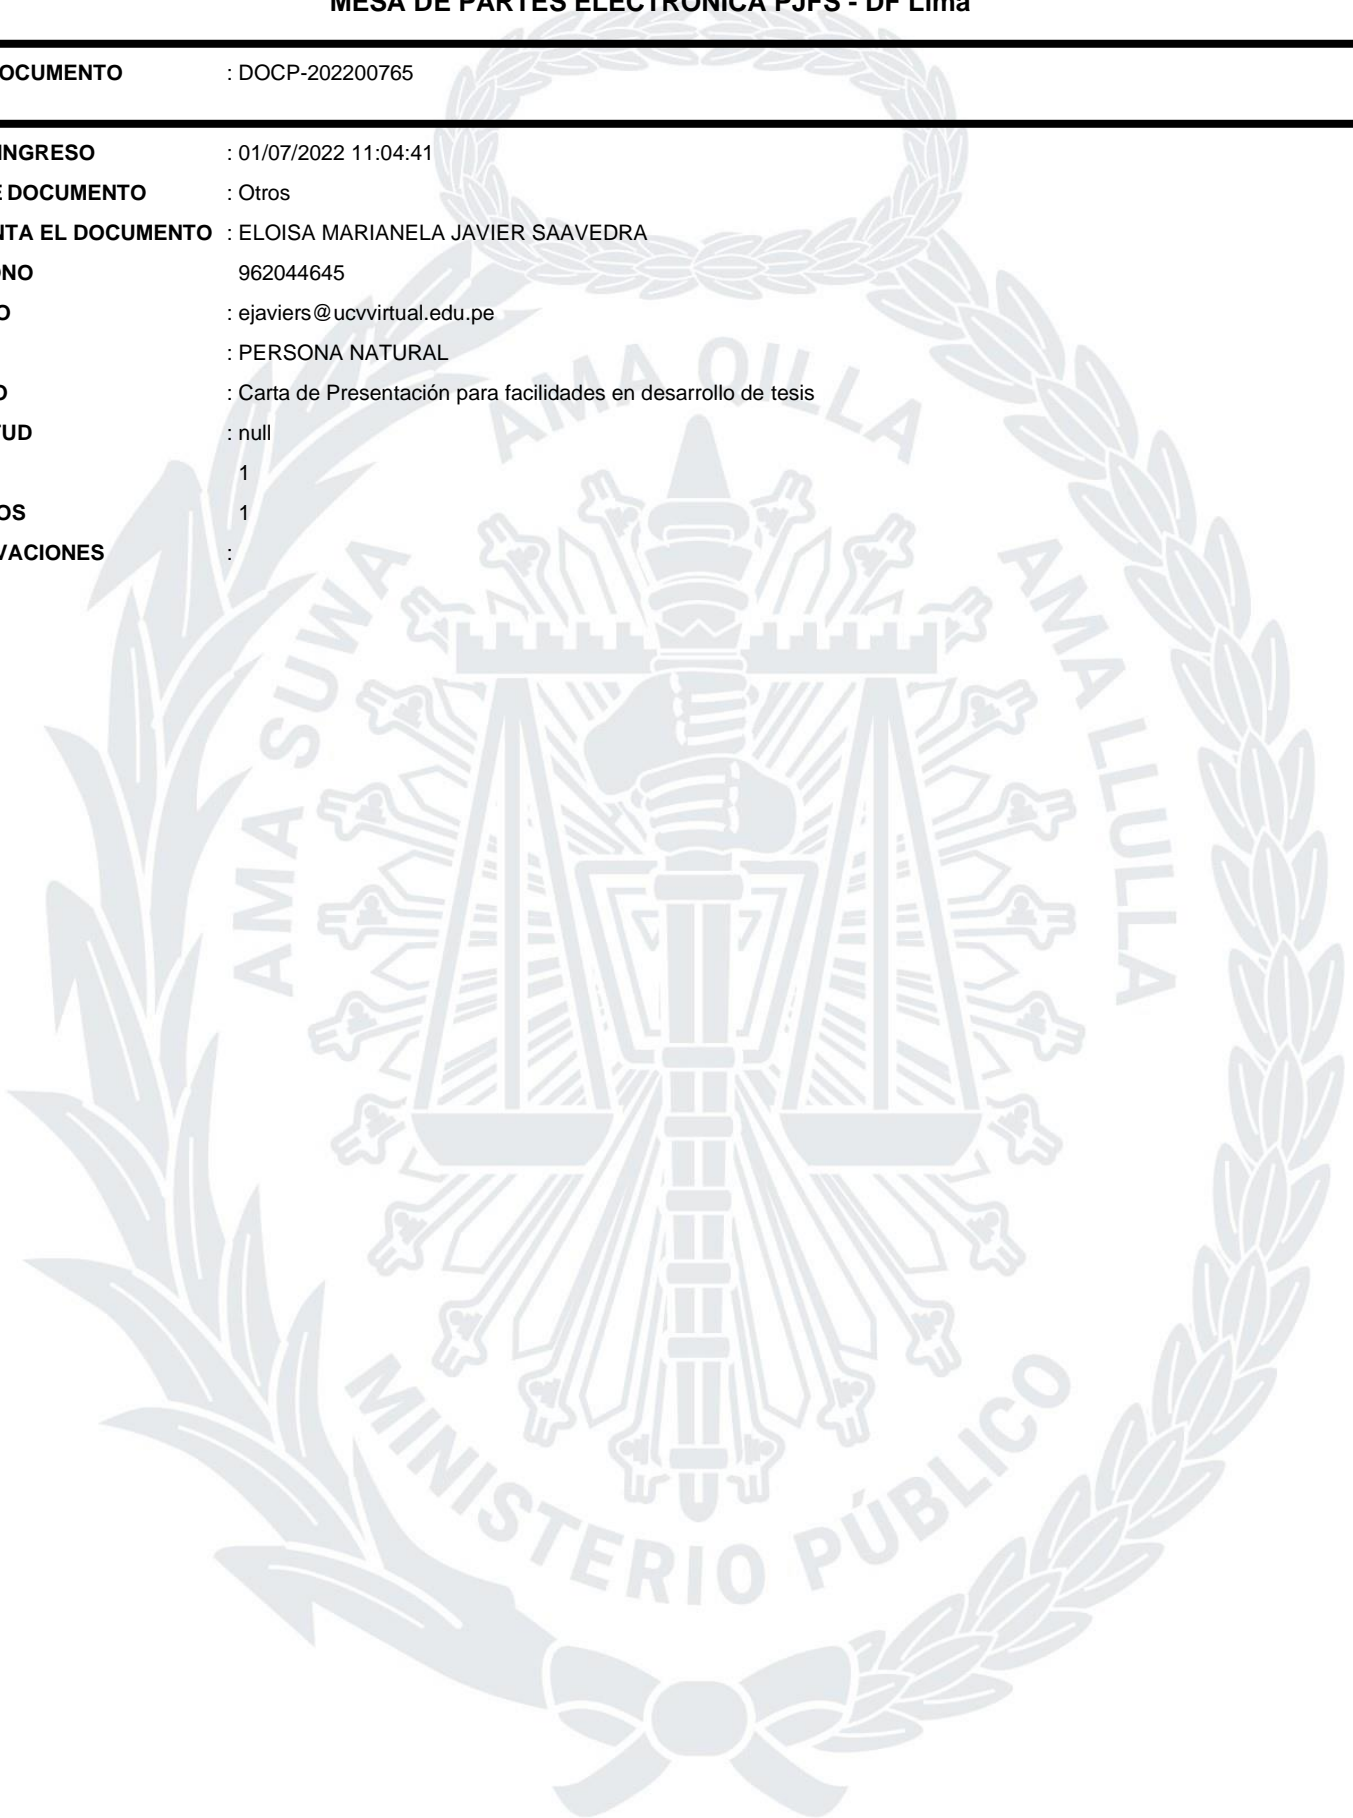 MESA DE PARTES ELECTRONICA PJFS - DF Lima
OCUMENTO : DOCP-202200765
INGRESO : 01/07/2022 11:04:41
E DOCUMENTO : Otros
NTA EL DOCUMENTO : ELOISA MARIANELA JAVIER SAAVEDRA
ONO 962044645
O : ejaviers@ucvvirtual.edu.pe
: PERSONA NATURAL
O : Carta de Presentación para facilidades en desarrollo de tesis
TUD : null
1
OS 1
VACIONES :
AMA SUWA
AMA QILLA
AMA LLULLA
MINISTERIO PÚBLICO